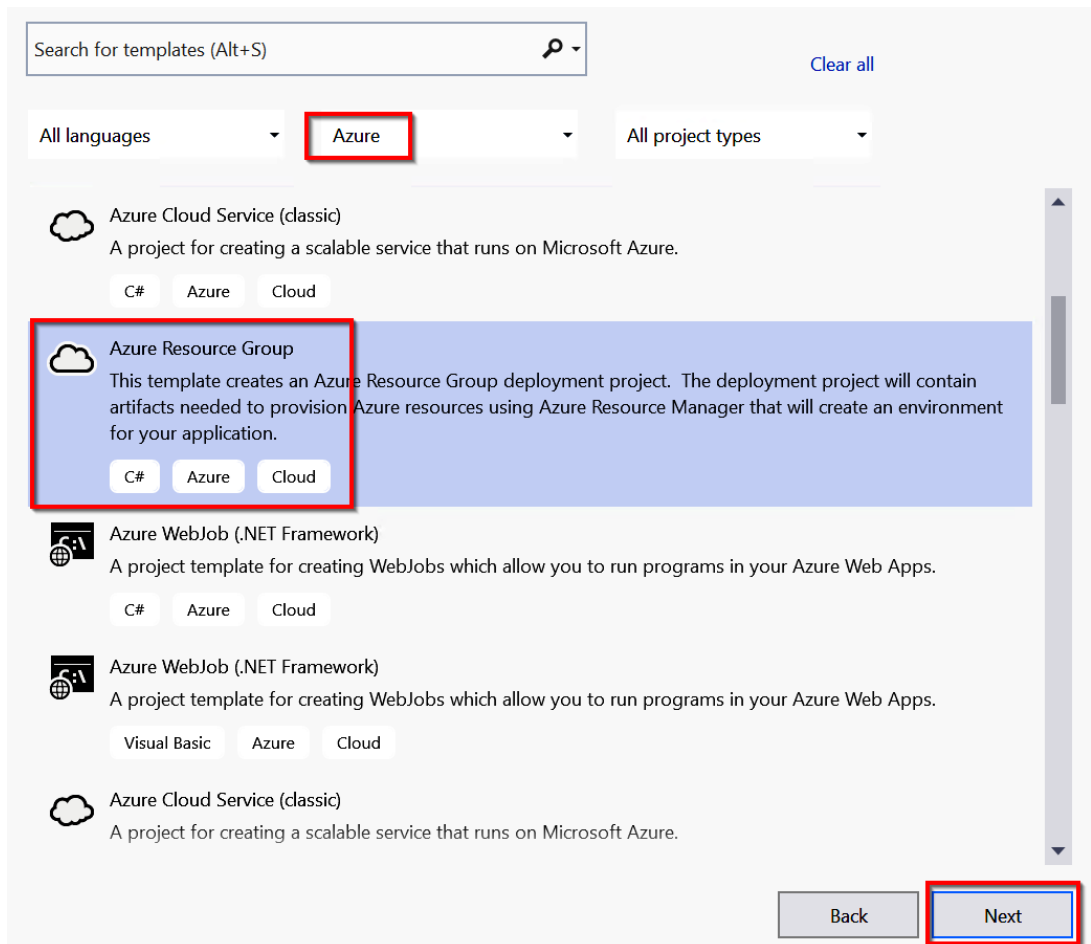 Search for templates (Alt+S)
Clear all
All languages
Azure
All project types
Azure Cloud Service (classic)
A project for creating a scalable service that runs on Microsoft Azure.
C# Azure Cloud
Azure Resource Group
This template creates an Azure Resource Group deployment project. The deployment project will contain
artifacts needed to provision Azure resources using Azure Resource Manager that will create an environment
for your application.
C# Azure Cloud
Azure WebJob (.NET Framework)
A project template for creating WebJobs which allow you to run programs in your Azure Web Apps.
C# Azure Cloud
Azure WebJob (.NET Framework)
A project template for creating WebJobs which allow you to run programs in your Azure Web Apps.
Visual Basic Azure Cloud
Azure Cloud Service (classic)
A project for creating a scalable service that runs on Microsoft Azure.
Back Next